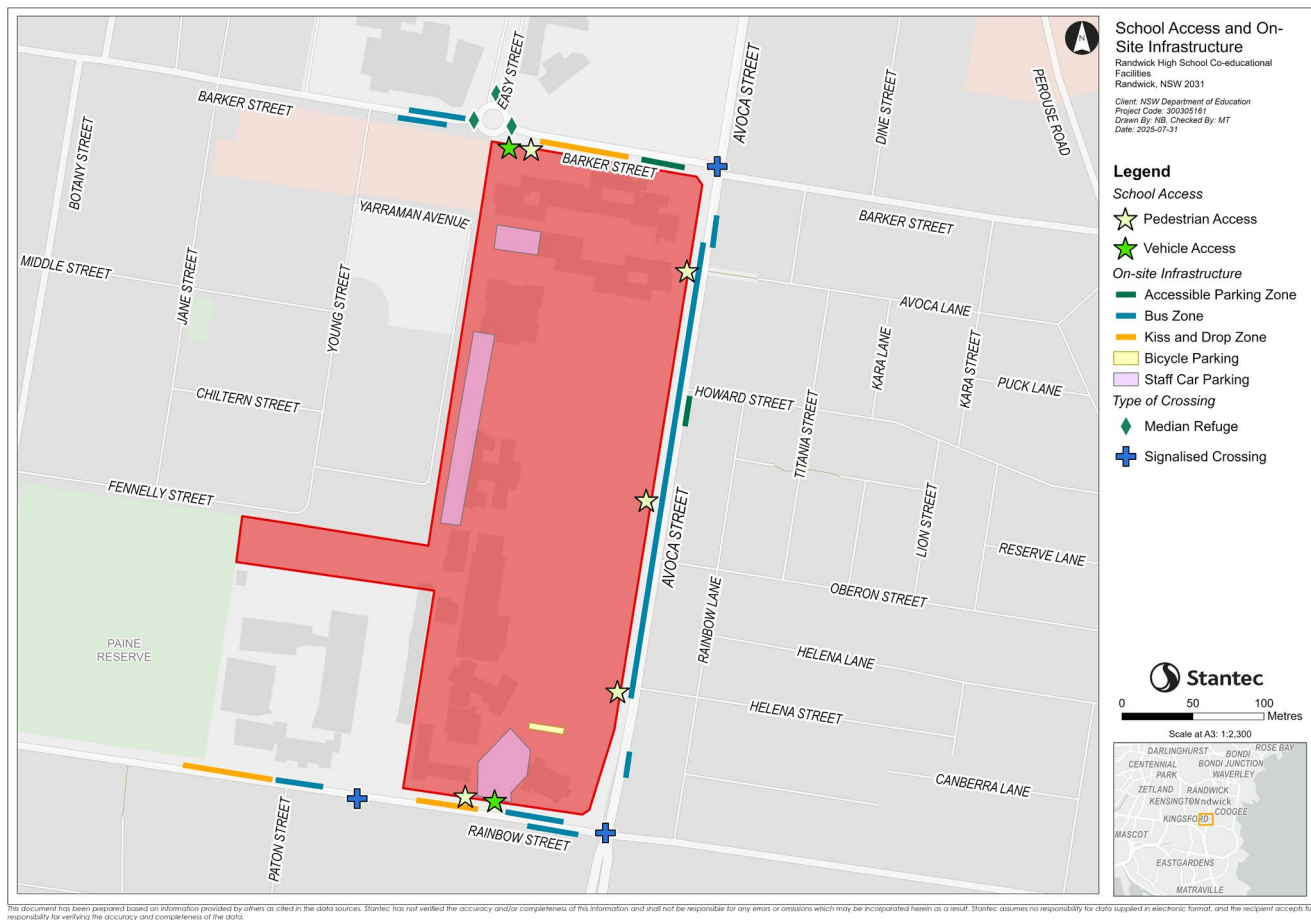 School Access and On-
Site Infrastructure
Randwick High School Co-educational
Facilities
Randwick, NSW 2031
Client: NSW Department of Education
Project Code: 300305161
Drawn By: NB, Checked By: MT
Date: 2025-07-31
Legend
School Access
Pedestrian Access
Vehicle Access
On-site Infrastructure
Accessible Parking Zone
Bus Zone
Kiss and Drop Zone
Bicycle Parking
Staff Car Parking
Type of Crossing
Median Refuge
Signalised Crossing
N
EASY STREET
AVOCA STREET
DINE STREET
PEROUSE ROAD
BARKER STREET
BOTANY STREET
BARKER STREET
YARRAMAN AVENUE
BARKER STREET
MIDDLE STREET
JANE STREET
YOUNG STREET
AVOCA LANE
KARA LANE
KARA STREET
PUCK LANE
CHILTERN STREET
HOWARD STREET
TITANIA STREET
FENNELLY STREET
AVOCA STREET
LION STREET
RESERVE LANE
OBERON STREET
RAINBOW LANE
PAINE
RESERVE
HELENA LANE
HELENA STREET
CANBERRA LANE
PATON STREET
RAINBOW STREET
Stantec
0 50 100
Metres
Scale at A3: 1:2,300
DARLINGHURST BONDI ROSE BAY
CENTENNIAL BONDI JUNCTION
PARK WAVERLEY
ZETLAND RANDWICK
KENSINGTON ndwick
COOGEE
KINGSFORD
MASCOT
EASTGARDENS
MATRAVILLE
This document has been prepared based on information provided by others as cited in the data sources. Stantec has not verified the accuracy and/or completeness of this information and shall not be responsible for any errors or omissions which may be incorporated herein as a result. Stantec assumes no responsibility for data supplied in electronic format, and the recipient accepts fu
responsibility for verifying the accuracy and completeness of the data.